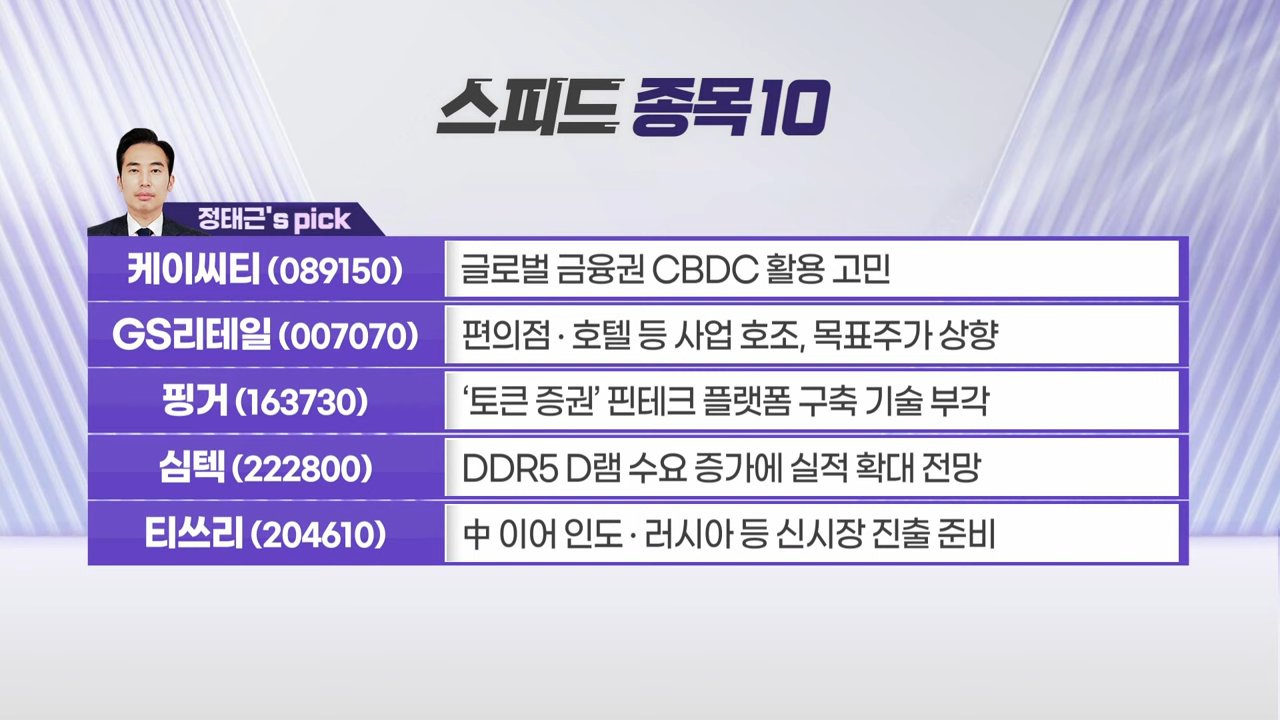 스피드 종목10
정태근's pick
케이씨티 (089150) 글로벌 금융권 CBDC 활용 고민
GS리테일 (007070) 편의점·호텔 등 사업 호조, 목표주가 상향
핑거 (163730) ‘토큰 증권’ 핀테크 플랫폼 구축 기술 부각
심텍 (222800) DDR5 D램 수요 증가에 실적 확대 전망
티쓰리 (204610) 中 이어 인도·러시아 등 신시장 진출 준비